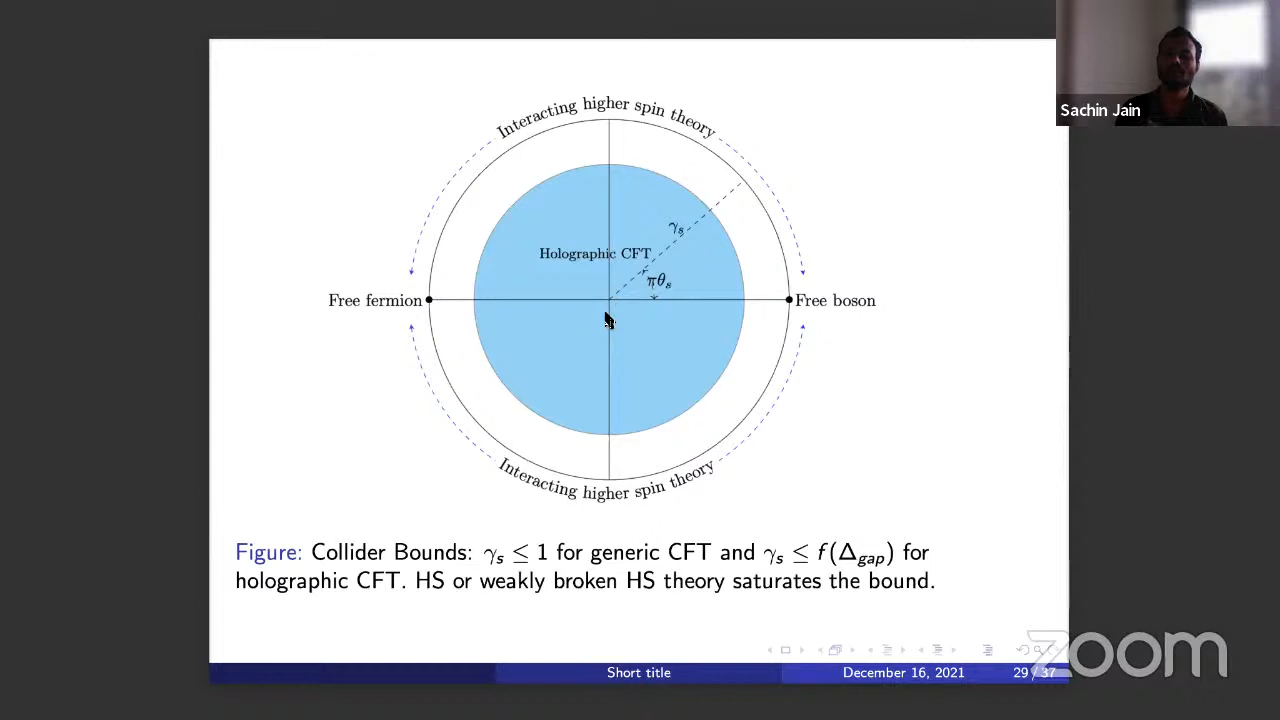 Sachin Jain
Interacting higher spin theory
γₛ
Holographic CFT
πθₛ
Free fermion
Free boson
Interacting higher spin theory
Figure: Collider Bounds: γₛ ≤ 1 for generic CFT and γₛ ≤ f(Δ_gap) for
holographic CFT. HS or weakly broken HS theory saturates the bound.
Short title
December 16, 2021
29 / 37
zoom